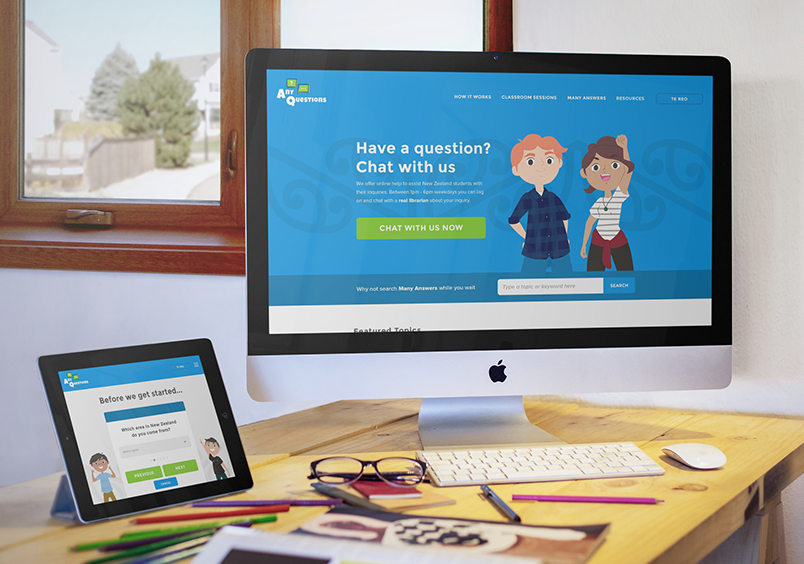 Any
Questions
HOW IT WORKS CLASSROOM SESSIONS MANY ANSWERS RESOURCES TE REO
Have a question?
Chat with us
We offer online help to assist New Zealand students with
their inquiries. Between 1pm - 6pm weekdays you can log
on and chat with a real librarian about your inquiry.
CHAT WITH US NOW
Why not search Many Answers while you wait
Type a topic or keyword here SEARCH
Featured Topics
Any
Questions
Before we get started...
Which area in New Zealand
do you come from?
PREVIOUS NEXT
CANCEL